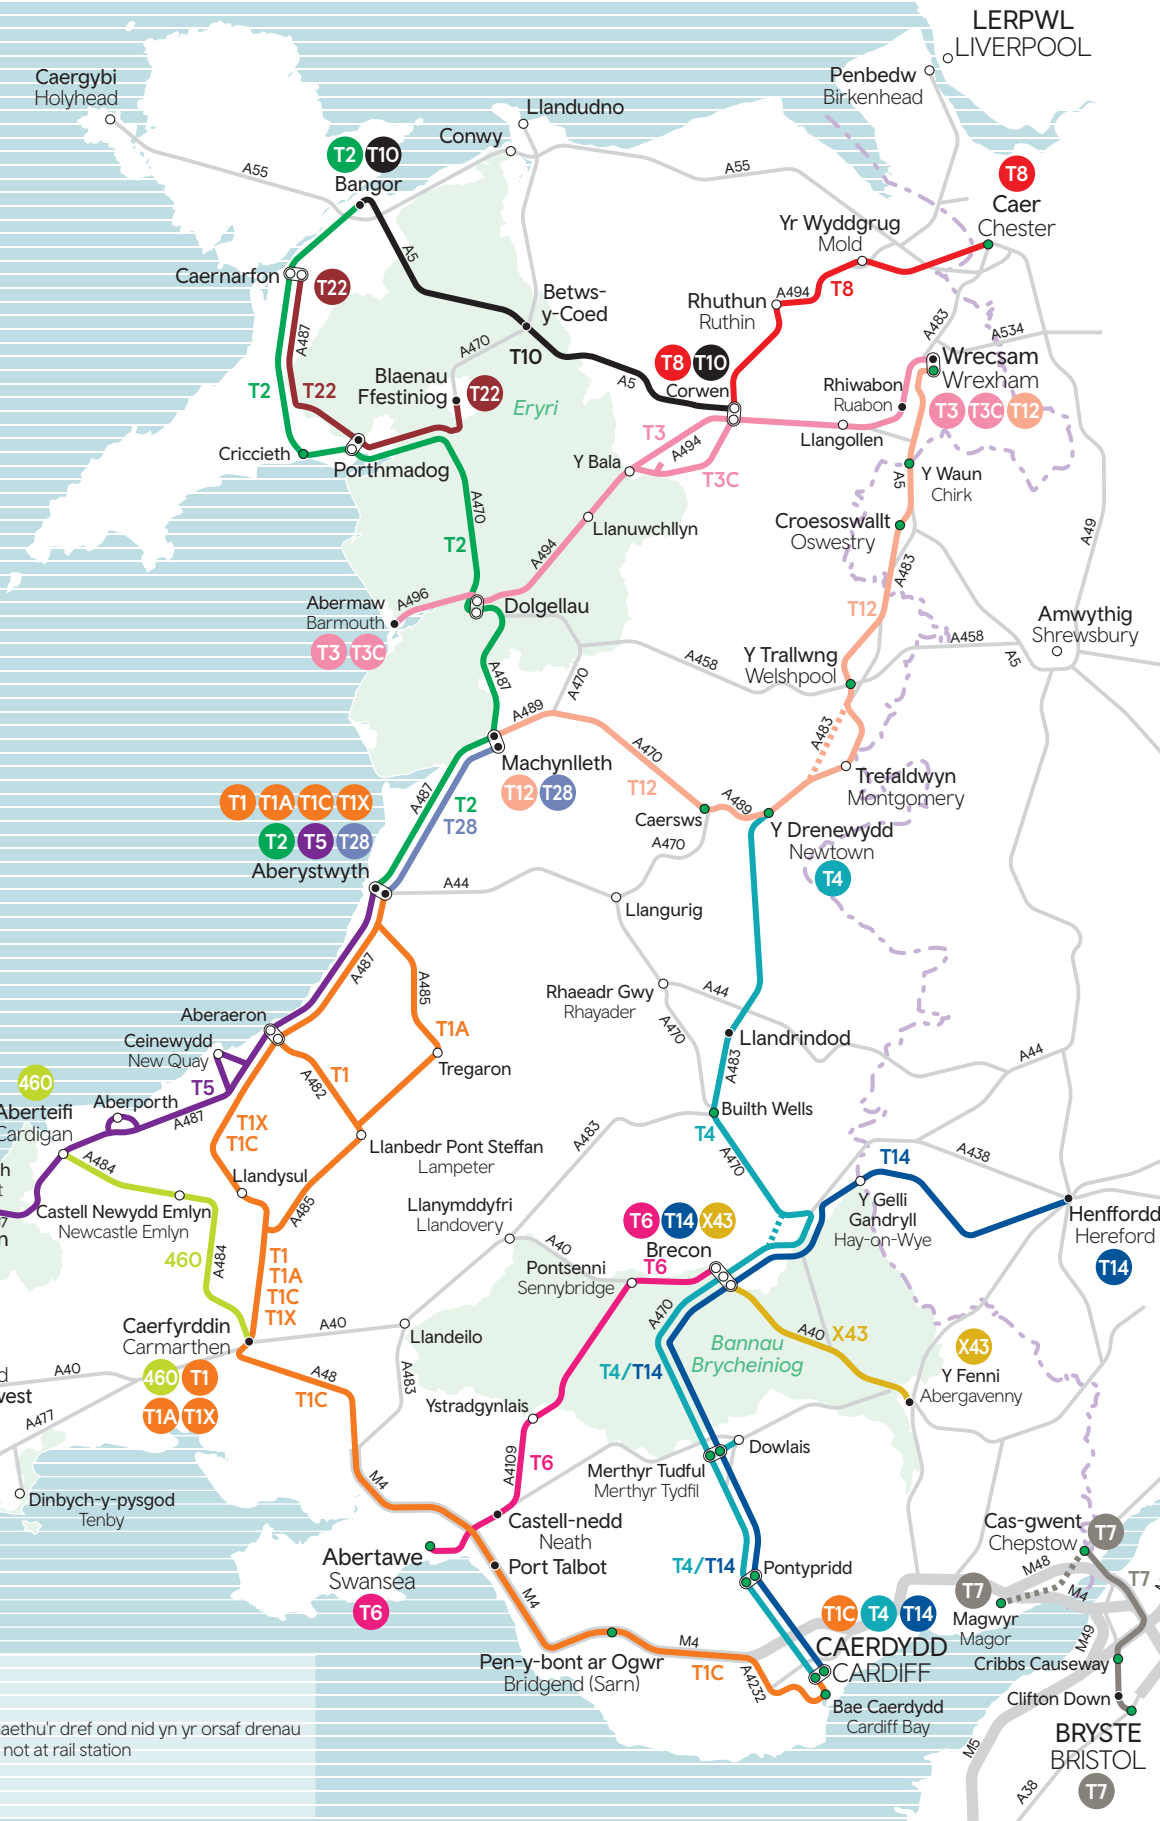 LERPWL
LIVERPOOL
Penbedw
Birkenhead
Caergybi
Holyhead
Llandudno
Conwy
A55
A55
T2
T10
Bangor
T8
Caer
Chester
Yr Wyddgrug
Mold
A5
Caernarfon
T22
Betws-
y-Coed
Rhuthun
Ruthin
A494
T8
A483
A534
A487
A470
T10
T8
T10
Corwen
A5
Wrecsam
Wrexham
T3
T3C
T12
Rhiwabon
Ruabon
Blaenau
Ffestiniog
T22
Eryri
T2
T22
T3
A494
T3C
Llangollen
Criccieth
Porthmadog
Y Bala
Y Waun
Chirk
A5
A470
Llanuwchllyn
Croesoswallt
Oswestry
A49
T2
A494
A483
Abermaw
Barmouth
A496
T3
T3C
Dolgellau
T12
Amwythig
Shrewsbury
A458
A5
Y Trallwng
Welshpool
A458
A487
A470
A489
A483
A470
Machynlleth
T12
T28
T12
Trefaldwyn
Montgomery
A487
T2
T28
T1
T1A
T1C
T1X
T2
T5
T28
Aberystwyth
Caersws
A489
A470
Y Drenewydd
Newtown
T4
A44
Llangurig
A487
A485
Rhaeadr Gwy
Rhayader
A44
A470
Aberaeron
T1A
Llandrindod
Ceinewydd
New Quay
Tregaron
A483
A44
460
Aberteifi
Cardigan
Aberporth
T5
A487
A482
T1
T1X
T1C
Builth Wells
T4
A483
A470
Llanbedr Pont Steffan
Lampeter
A484
Llandysul
T14
A438
Castell Newydd Emlyn
Newcastle Emlyn
A485
Llanymddyfri
Llandovery
T6
T14
X43
Brecon
Y Gelli
Gandryll
Hay-on-Wye
Henffordd
Hereford
T14
460
A484
T1
T1A
T1C
T1X
A40
Pontsenni
Sennybridge
T6
A470
Caerfyrddin
Carmarthen
A40
Llandeilo
Bannau
Brycheiniog
A40
X43
X43
Y Fenni
Abergavenny
460
T1
T1A
T1X
A40
west
A477
A48
T1C
A483
T4/T14
Ystradgynlais
A4109
T6
Dowlais
Merthyr Tudful
Merthyr Tydfil
M4
Dinbych-y-pysgod
Tenby
Castell-nedd
Neath
Cas-gwent
Chepstow
T7
Abertawe
Swansea
T6
Port Talbot
T4/T14
Pontypridd
M48
T7
M4
T7
Magwyr
Magor
M4
T1C
T4
T14
CAERDYDD
CARDIFF
M49
Pen-y-bont ar Ogwr
Bridgend (Sarn)
M4
T1C
A4232
Cribbs Causeway
Bae Caerdydd
Cardiff Bay
Clifton Down
BRYSTE
BRISTOL
T7
M5
A38
aethu'r dref ond nid yn yr orsaf drenau
not at rail station